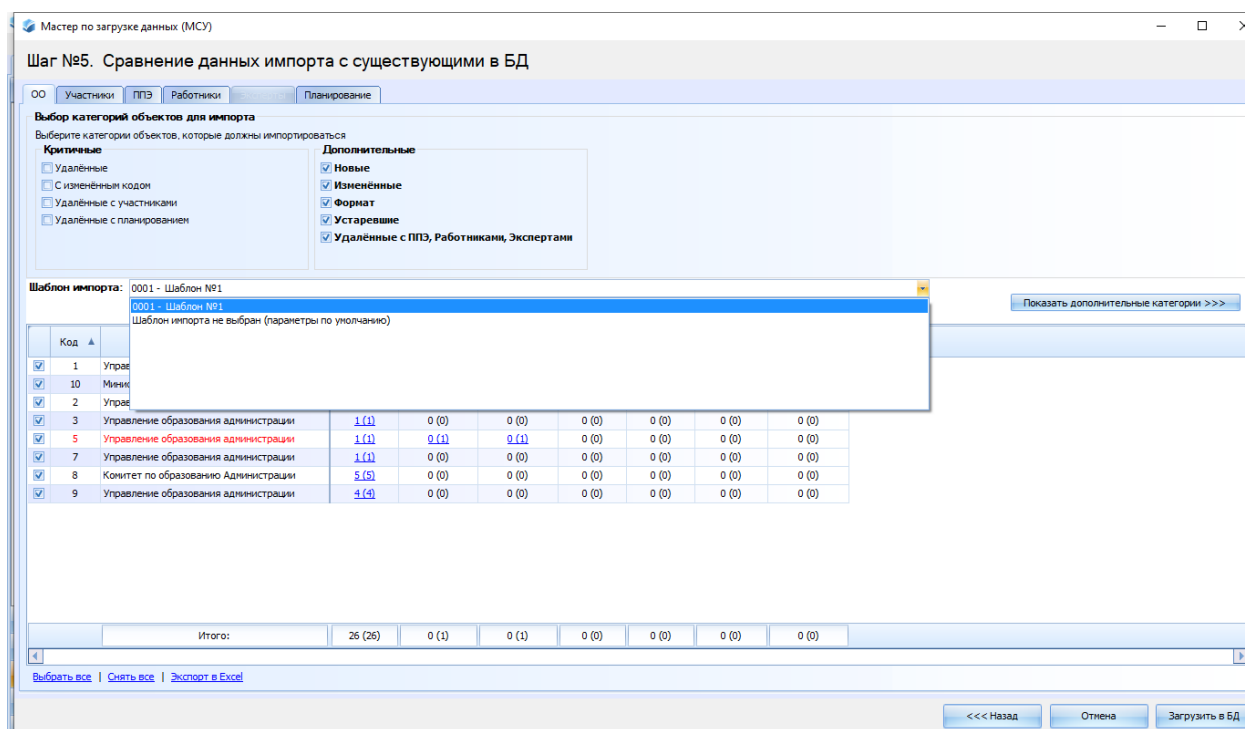 Мастер по загрузке данных (МСУ)
Шаг №5. Сравнение данных импорта с существующими в БД
ОО Участники ППЭ Работники Планирование
Выбор категорий объектов для импорта
Выберите категории объектов, которые должны импортироваться
Критичные Дополнительные
Удалённые Новые
С изменённым кодом Изменённые
Удалённые с участниками Формат
Удалённые с планированием Устаревшие
Удалённые с ППЭ, Работниками, Экспертами
Шаблон импорта: 0001 - Шаблон №1
0001 - Шаблон №1
Показать дополнительные категории >>>
Шаблон импорта не выбран (параметры по умолчанию)
Код
1 Управ
10 Минис
2 Управ
3 Управление образования администрации 1 (1) 0 (0) 0 (0) 0 (0) 0 (0) 0 (0) 0 (0)
5 Управление образования администрации 1 (1) 0 (1) 0 (1) 0 (0) 0 (0) 0 (0) 0 (0)
7 Управление образования администрации 1 (1) 0 (0) 0 (0) 0 (0) 0 (0) 0 (0) 0 (0)
8 Комитет по образованию Администрации 5 (5) 0 (0) 0 (0) 0 (0) 0 (0) 0 (0) 0 (0)
9 Управление образования администрации 4 (4) 0 (0) 0 (0) 0 (0) 0 (0) 0 (0) 0 (0)
Итого: 26 (26) 0 (1) 0 (1) 0 (0) 0 (0) 0 (0) 0 (0)
Выбрать все | Снять все | Экспорт в Excel
<<< Назад Отмена Загрузить в БД